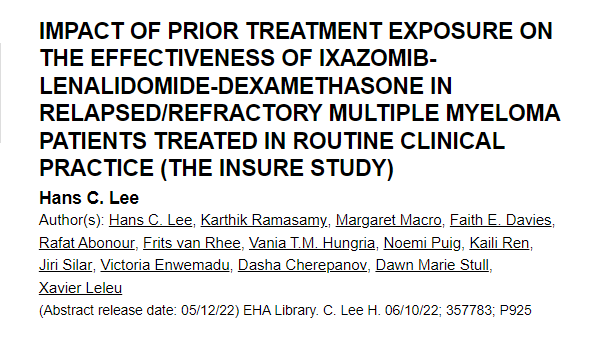 IMPACT OF PRIOR TREATMENT EXPOSURE ON
THE EFFECTIVENESS OF IXAZOMIB-
LENALIDOMIDE-DEXAMETHASONE IN
RELAPSED/REFRACTORY MULTIPLE MYELOMA
PATIENTS TREATED IN ROUTINE CLINICAL
PRACTICE (THE INSURE STUDY)
Hans C. Lee
Author(s): Hans C. Lee, Karthik Ramasamy, Margaret Macro, Faith E. Davies,
Rafat Abonour, Frits van Rhee, Vania T.M. Hungria, Noemi Puig, Kaili Ren,
Jiri Silar, Victoria Enwemadu, Dasha Cherepanov, Dawn Marie Stull,
Xavier Leleu
(Abstract release date: 05/12/22) EHA Library. C. Lee H. 06/10/22; 357783; P925